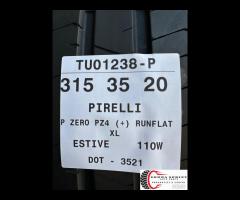 TU01238-P
315 35 20
PIRELLI
P ZERO PZ4 (+) RUNFLAT
XL
ESTIVE 110W
DOT - 3521